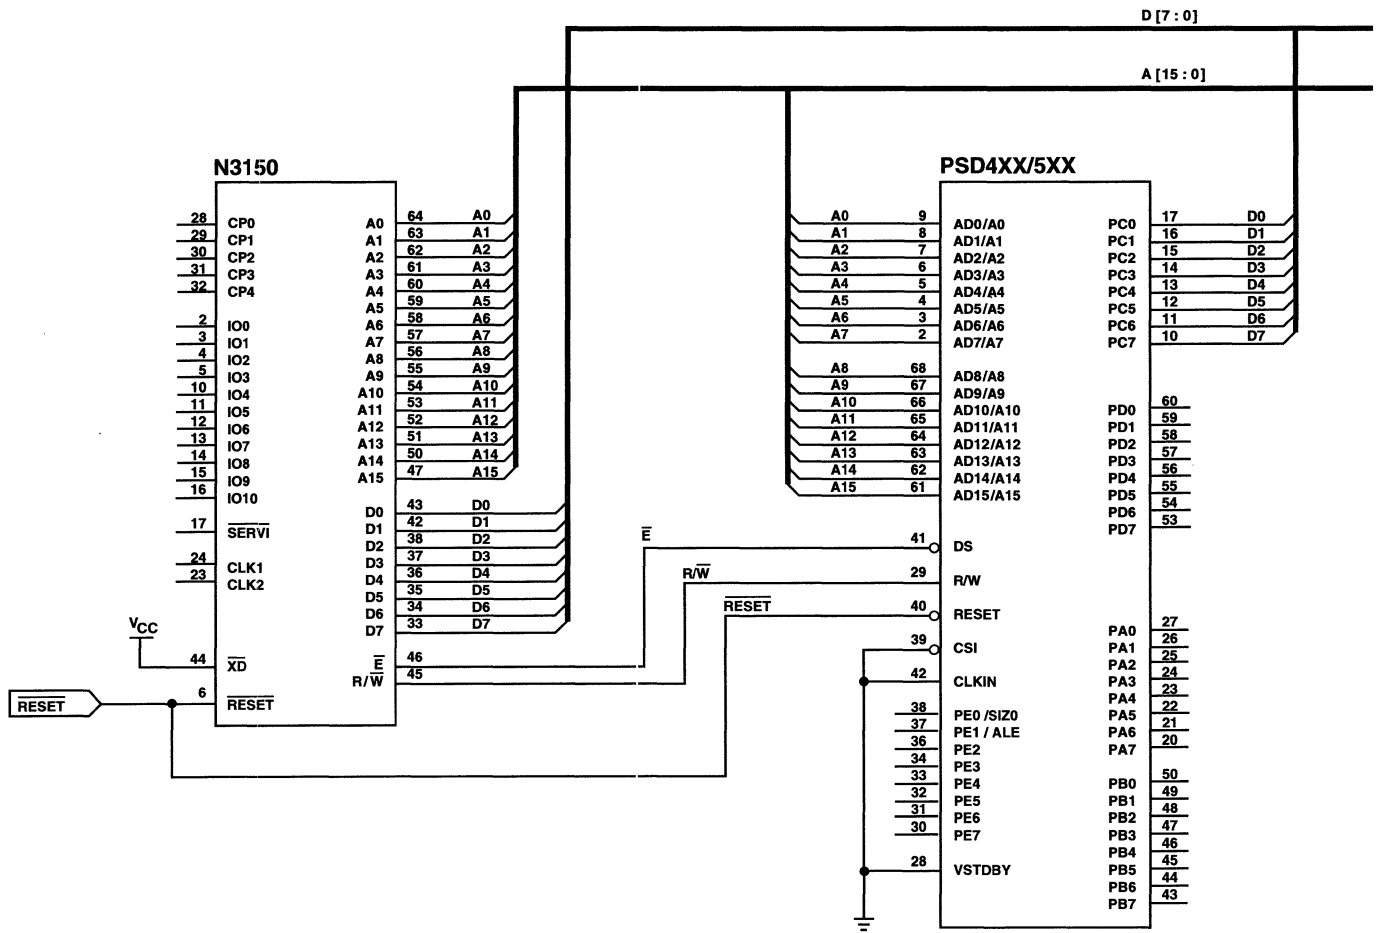 D [7 : 0]
A [15 : 0]
N3150
28 CP0
29 CP1
30 CP2
31 CP3
32 CP4
2 IO0
3 IO1
4 IO2
5 IO3
10 IO4
11 IO5
12 IO6
13 IO7
14 IO8
15 IO9
16 IO10
17 SERVI
24 CLK1
23 CLK2
VCC
44 XD
RESET
6 RESET
A0 64 A0
A1 63 A1
A2 62 A2
A3 61 A3
A4 60 A4
A5 59 A5
A6 58 A6
A7 57 A7
A8 56 A8
A9 55 A9
A10 54 A10
A11 53 A11
A12 52 A12
A13 51 A13
A14 50 A14
A15 47 A15
D0 43 D0
D1 42 D1
D2 38 D2
D3 37 D3
D4 36 D4
D5 35 D5
D6 34 D6
D7 33 D7
E 46
R/W 45
E
R/W
RESET
PSD4XX/5XX
A0 9 AD0/A0
A1 8 AD1/A1
A2 7 AD2/A2
A3 6 AD3/A3
A4 5 AD4/A4
A5 4 AD5/A5
A6 3 AD6/A6
A7 2 AD7/A7
A8 68 AD8/A8
A9 67 AD9/A9
A10 66 AD10/A10
A11 65 AD11/A11
A12 64 AD12/A12
A13 63 AD13/A13
A14 62 AD14/A14
A15 61 AD15/A15
41 DS
29 R/W
40 RESET
39 CSI
42 CLKIN
38 PE0 /SIZ0
37 PE1 / ALE
36 PE2
34 PE3
33 PE4
32 PE5
31 PE6
30 PE7
28 VSTDBY
PC0 17 D0
PC1 16 D1
PC2 15 D2
PC3 14 D3
PC4 13 D4
PC5 12 D5
PC6 11 D6
PC7 10 D7
PD0 60
PD1 59
PD2 58
PD3 57
PD4 56
PD5 55
PD6 54
PD7 53
PA0 27
PA1 26
PA2 25
PA3 24
PA4 23
PA5 22
PA6 21
PA7 20
PB0 50
PB1 49
PB2 48
PB3 47
PB4 46
PB5 45
PB6 44
PB7 43